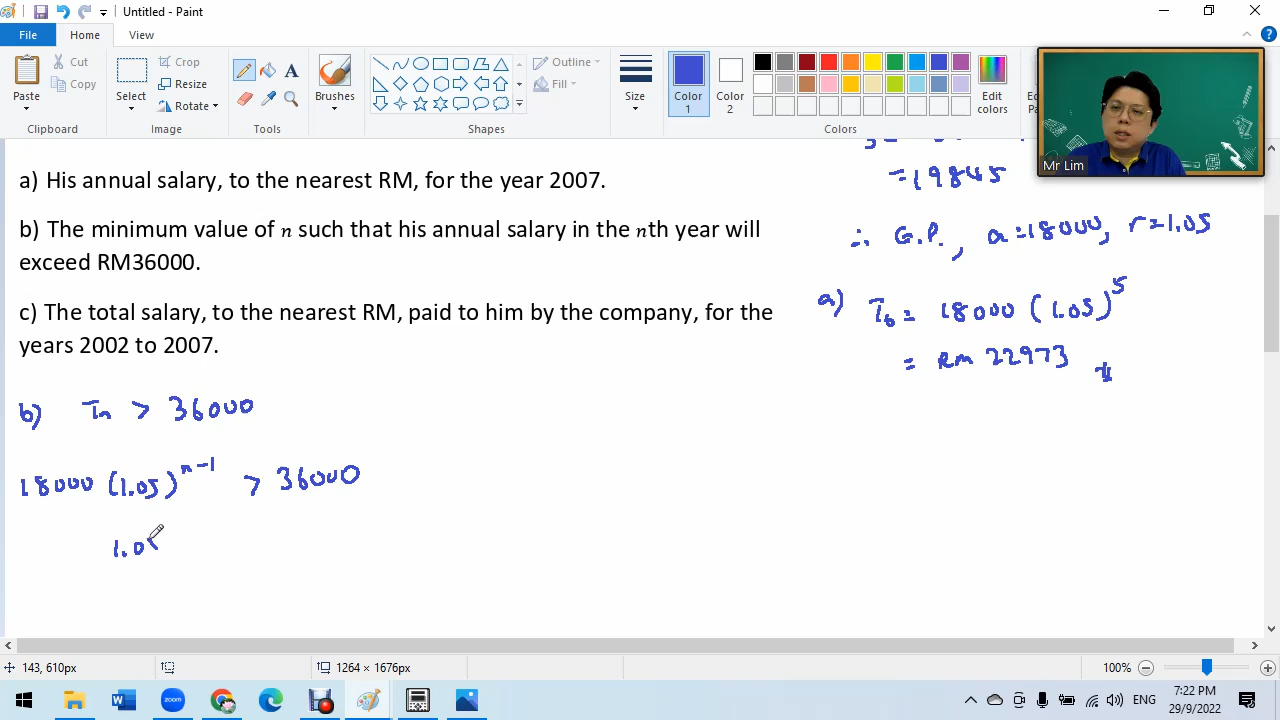 Untitled - Paint
File Home View
Paste
Cut
Copy
Clipboard
Select
Crop
Resize
Rotate
Image
Tools
Brushes
Shapes
Outline
Fill
Size
Color 1
Color 2
Edit colors
Colors
Mr Lim
= 19845
a) His annual salary, to the nearest RM, for the year 2007.
b) The minimum value of n such that his annual salary in the nth year will
exceed RM36000.
c) The total salary, to the nearest RM, paid to him by the company, for the
years 2002 to 2007.
∴ G.P., a = 18000, r = 1.05
a) T₆ = 18000 (1.05)⁵
= RM 22973
b) Tn > 36000
18000 (1.05)ⁿ⁻¹ > 36000
1.0
143, 610px
1264 × 1676px
100%
ENG
7:22 PM
29/9/2022